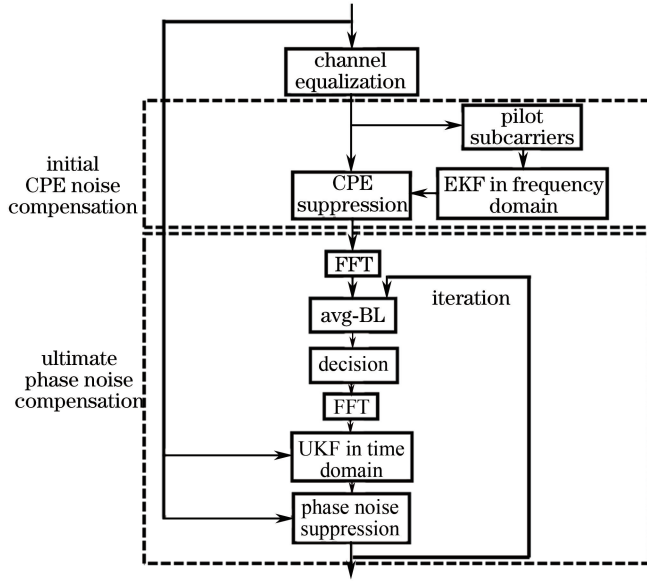 channel
equalization
pilot
subcarriers
initial
CPE noise
compensation
CPE
suppression
EKF in frequency
domain
FFT
iteration
avg-BL
ultimate
phase noise
compensation
decision
FFT
UKF in time
domain
phase noise
suppression